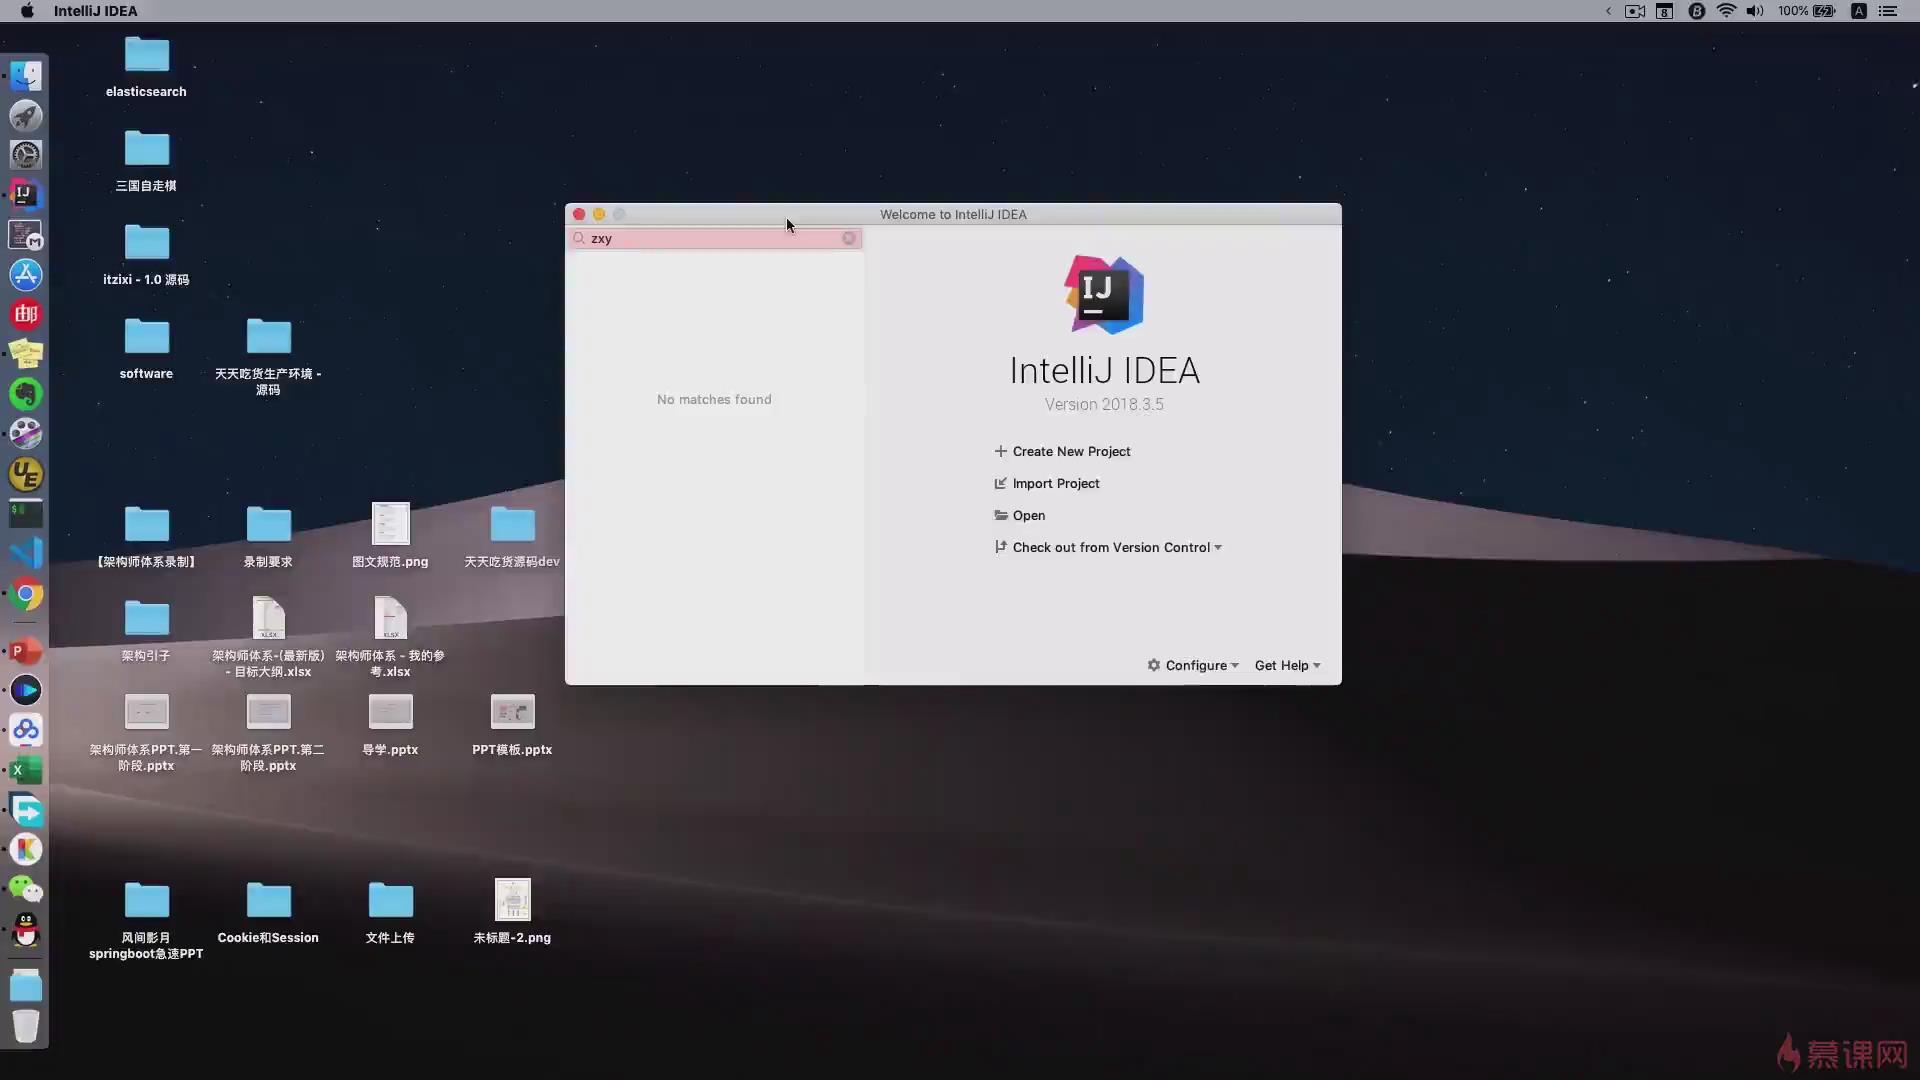 IntelliJ IDEA
8
100%
A
elasticsearch
三国自走棋
itzixi - 1.0 源码
software
天天吃货生产环境 -
源码
【架构师体系录制】
录制要求
图文规范.png
天天吃货源码dev
架构引子
XLSX
架构师体系-(最新版)
- 目标大纲.xlsx
XLSX
架构师体系 - 我的参
考.xlsx
架构师体系PPT.第一
阶段.pptx
架构师体系PPT.第二
阶段.pptx
导学.pptx
PPT模板.pptx
风间影月
springboot急速PPT
Cookie和Session
文件上传
未标题-2.png
Welcome to IntelliJ IDEA
zxy
No matches found
IJ
IntelliJ IDEA
Version 2018.3.5
Create New Project
Import Project
Open
Check out from Version Control
Configure
Get Help
IJ
M
邮
UE
$
P
X
K
慕课网